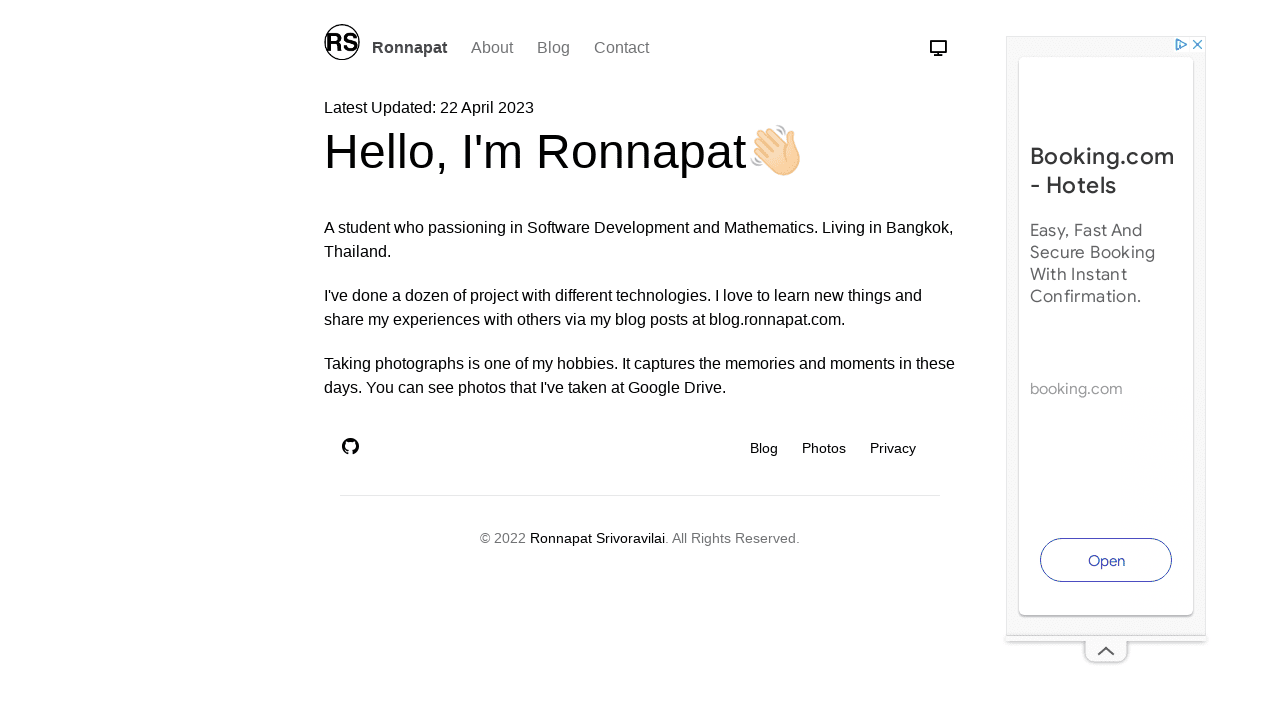 RS
Ronnapat About Blog Contact
Latest Updated: 22 April 2023
Hello, I'm Ronnapat👋🏻
A student who passioning in Software Development and Mathematics. Living in Bangkok,
Thailand.
I've done a dozen of project with different technologies. I love to learn new things and
share my experiences with others via my blog posts at blog.ronnapat.com.
Taking photographs is one of my hobbies. It captures the memories and moments in these
days. You can see photos that I've taken at Google Drive.
Blog Photos Privacy
© 2022 Ronnapat Srivoravilai. All Rights Reserved.
Booking.com
- Hotels
Easy, Fast And
Secure Booking
With Instant
Confirmation.
booking.com
Open